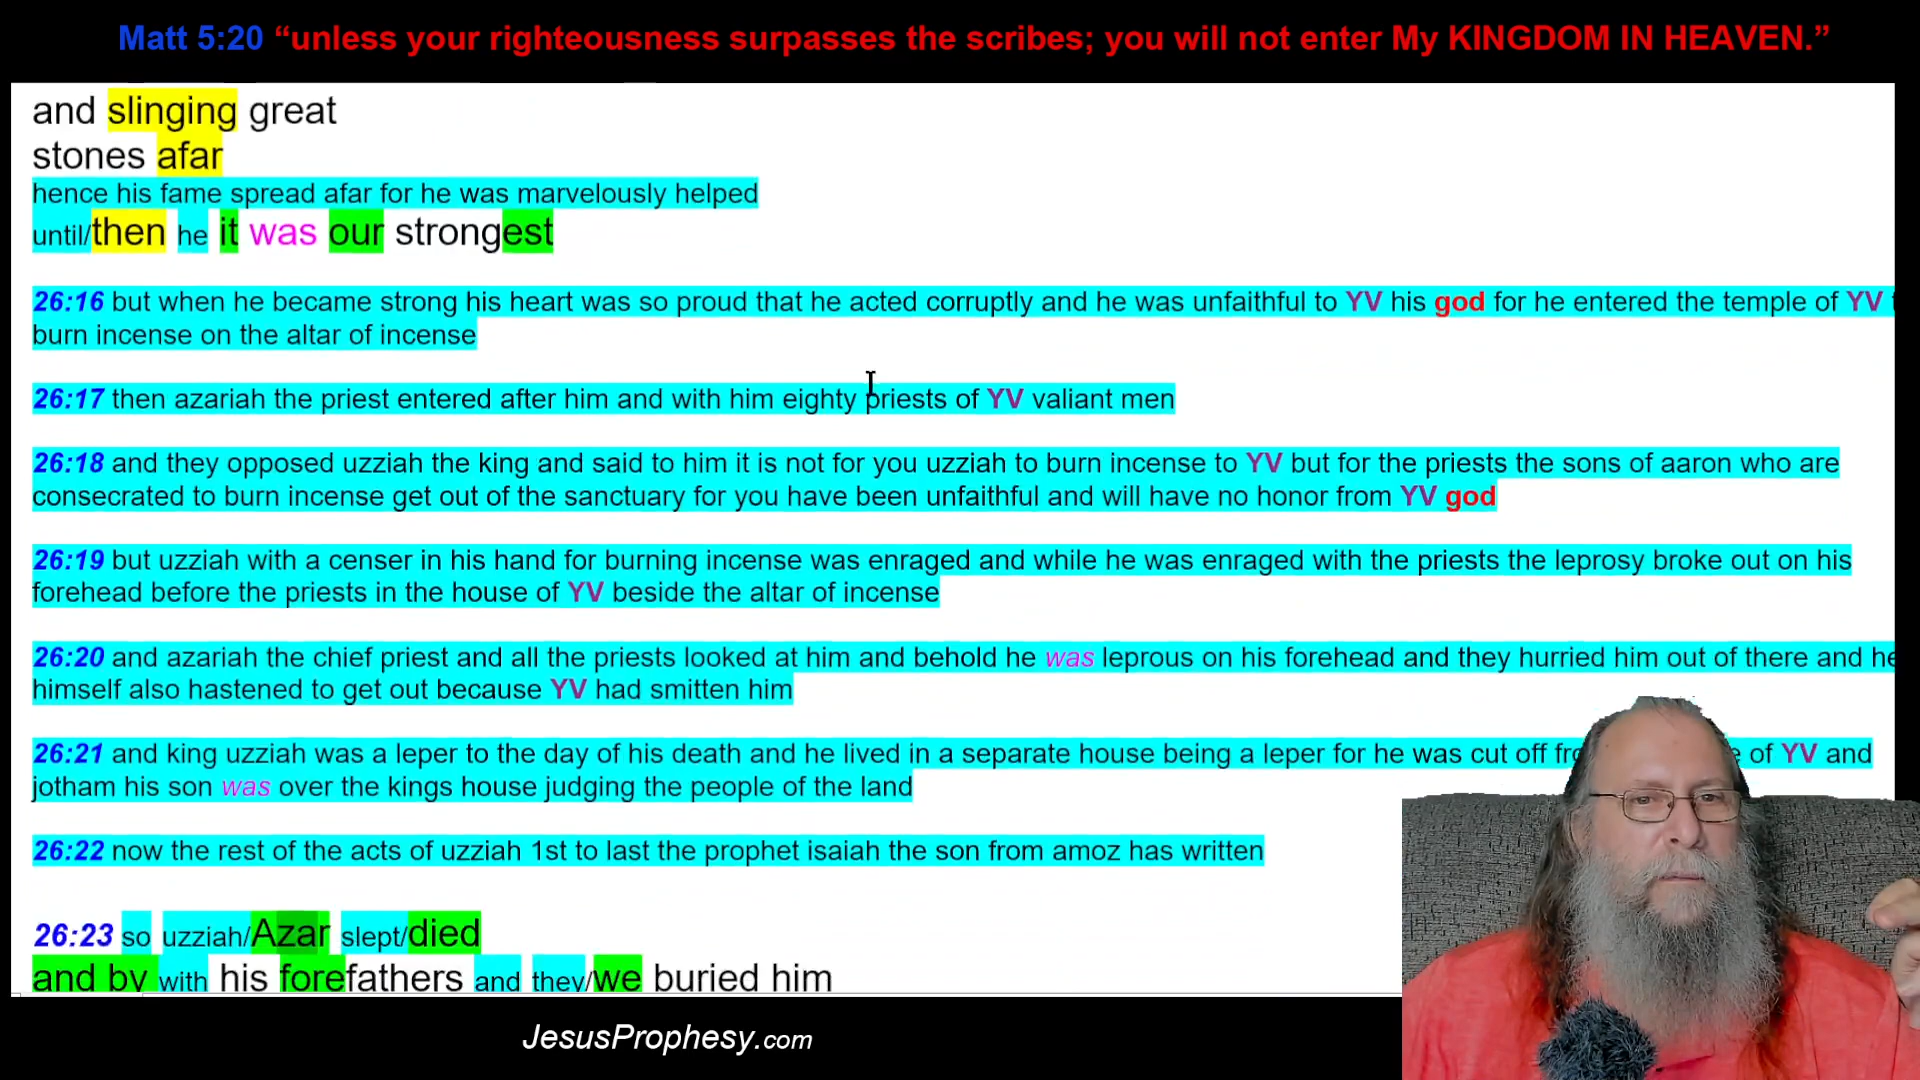 Matt 5:20 “unless your righteousness surpasses the scribes; you will not enter My KINGDOM IN HEAVEN.”
and slinging great
stones afar
hence his fame spread afar for he was marvelously helped
until/then he it was our strongest
26:16 but when he became strong his heart was so proud that he acted corruptly and he was unfaithful to YV his god for he entered the temple of YV
burn incense on the altar of incense
26:17 then azariah the priest entered after him and with him eighty priests of YV valiant men
26:18 and they opposed uzziah the king and said to him it is not for you uzziah to burn incense to YV but for the priests the sons of aaron who are
consecrated to burn incense get out of the sanctuary for you have been unfaithful and will have no honor from YV god
26:19 but uzziah with a censer in his hand for burning incense was enraged and while he was enraged with the priests the leprosy broke out on his
forehead before the priests in the house of YV beside the altar of incense
26:20 and azariah the chief priest and all the priests looked at him and behold he was leprous on his forehead and they hurried him out of there and he
himself also hastened to get out because YV had smitten him
26:21 and king uzziah was a leper to the day of his death and he lived in a separate house being a leper for he was cut off of YV and
jotham his son was over the kings house judging the people of the land
26:22 now the rest of the acts of uzziah 1st to last the prophet isaiah the son from amoz has written
26:23 so uzziah/Azar slept/died
and by with his forefathers and they/we buried him
JesusProphesy.com